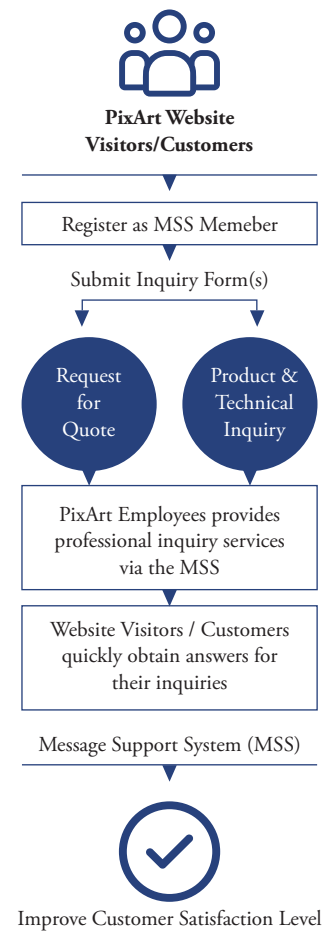 PixArt Website
Visitors/Customers
Register as MSS Memeber
Submit Inquiry Form(s)
Request
for
Quote
Product &
Technical
Inquiry
PixArt Employees provides
professional inquiry services
via the MSS
Website Visitors / Customers
quickly obtain answers for
their inquiries
Message Support System (MSS)
Improve Customer Satisfaction Level